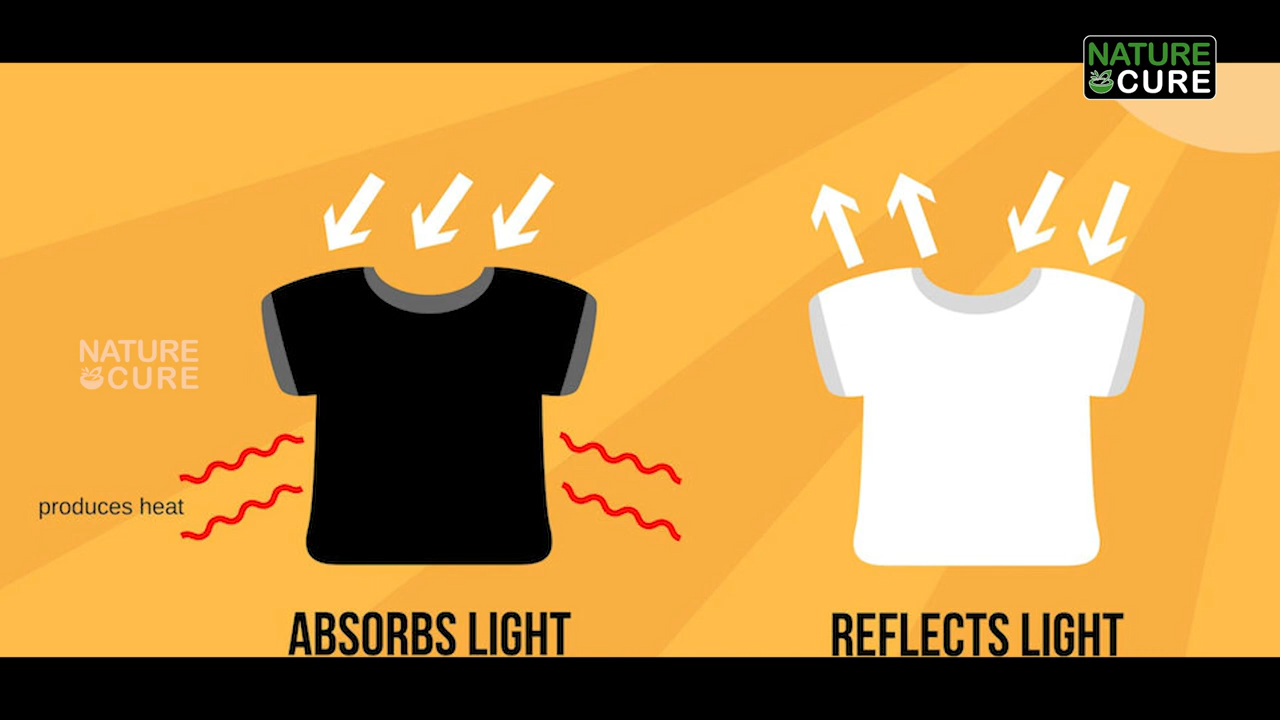 NATURE
CURE
NATURE
CURE
produces heat
ABSORBS LIGHT
REFLECTS LIGHT